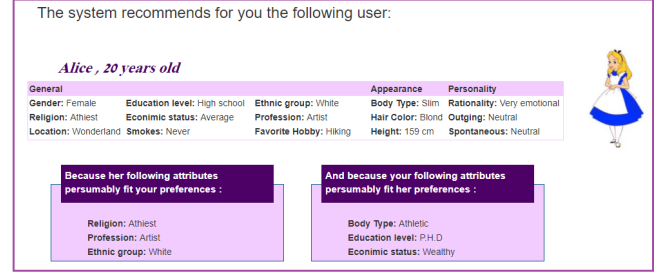 The system recommends for you the following user:
Alice , 20 years old
General Appearance Personality
Gender: Female Education level: High school Ethnic group: White Body Type: Slim Rationality: Very emotional
Religion: Athiest Econimic status: Average Profession: Artist Hair Color: Blond Outging: Neutral
Location: Wonderland Smokes: Never Favorite Hobby: Hiking Height: 159 cm Spontaneous: Neutral
Because her following attributes
persumably fit your preferences :
Religion: Athiest
Profession: Artist
Ethnic group: White
And because your following attributes
persumably fit her preferences :
Body Type: Athletic
Education level: P.H.D
Econimic status: Wealthy